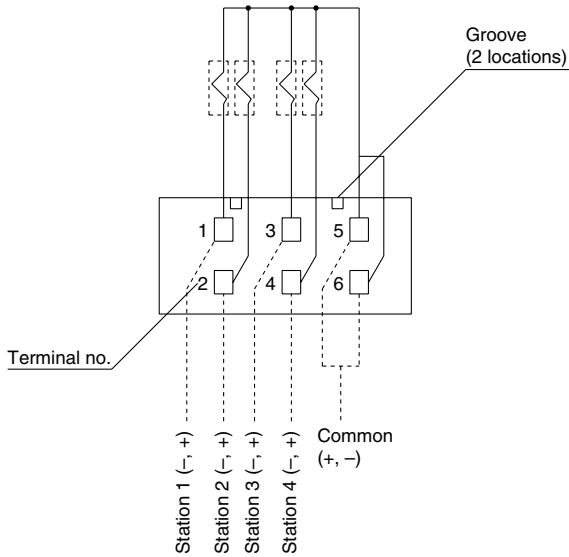 Groove
(2 locations)
1
3
5
2
4
6
Terminal no.
Station 1 (–, +)
Station 2 (–, +)
Station 3 (–, +)
Station 4 (–, +)
Common
(+, –)